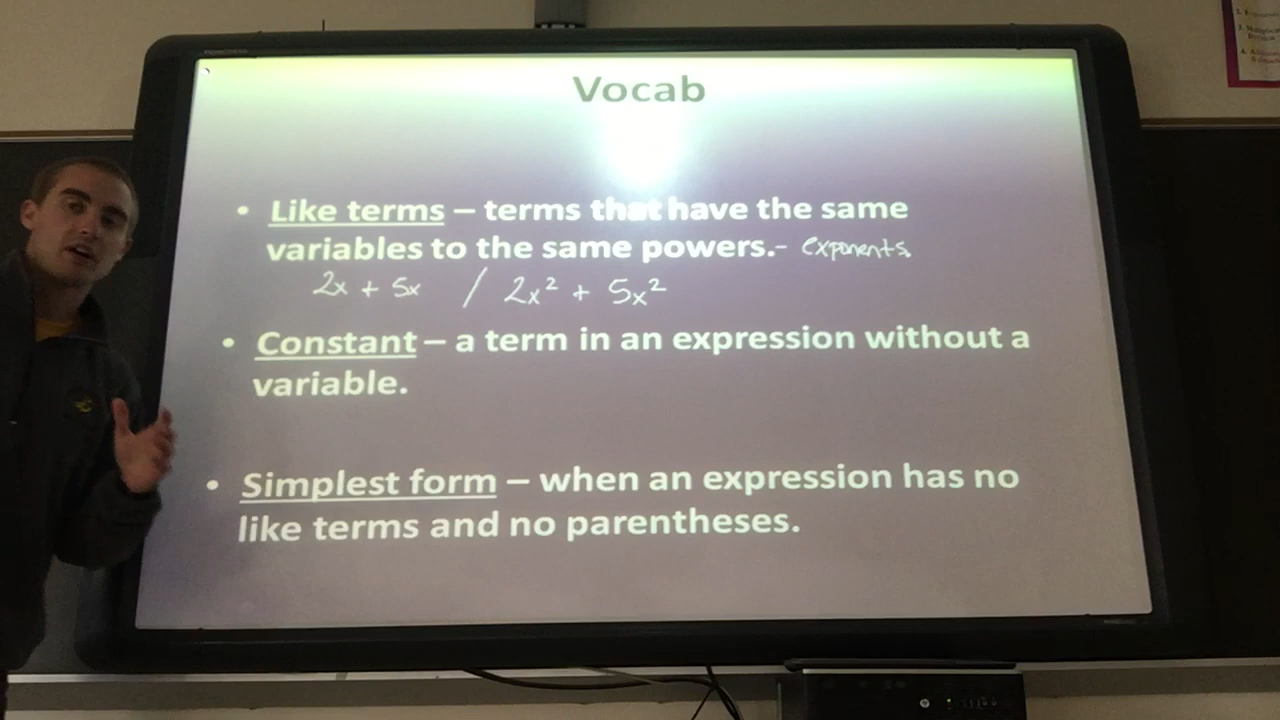 Vocab
• Like terms – terms that have the same
variables to the same powers.- exponents
2x + 5x / 2x² + 5x²
• Constant – a term in an expression without a
variable.
• Simplest form – when an expression has no
like terms and no parentheses.